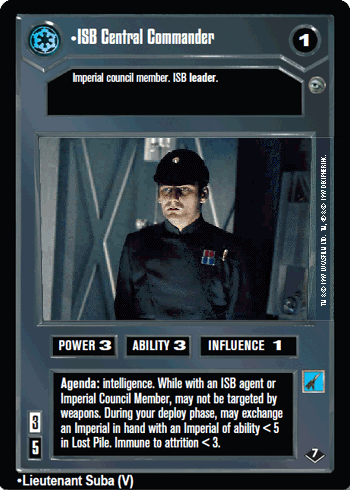 •ISB Central Commander
1
Imperial council member. ISB leader.
POWER 3
ABILITY 3
INFLUENCE 1
Agenda: intelligence. While with an ISB agent or
Imperial Council Member, may not be targeted by
weapons. During your deploy phase, may exchange
an Imperial in hand with an Imperial of ability < 5
in Lost Pile. Immune to attrition < 3.
3
5
7
•Lieutenant Suba (V)